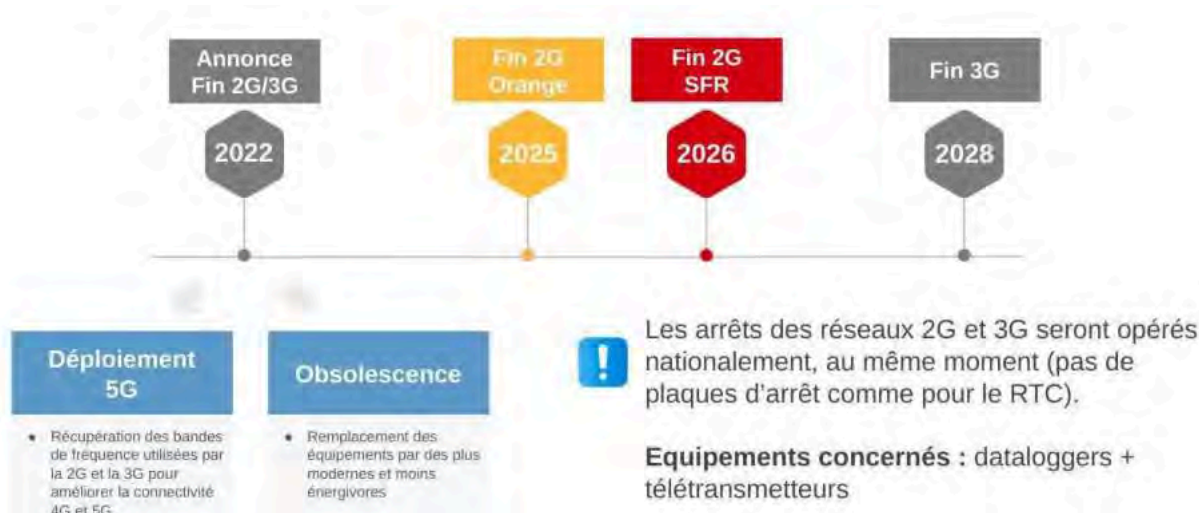 Annonce
Fin 2G/3G
Fin 2G
Orange
Fin 2G
SFR
Fin 3G
2022
2025
2026
2028
Déploiement
5G
● Récupération des bandes
de fréquence utilisées par
la 2G et la 3G pour
améliorer la connectivité
4G et 5G
Obsolescence
● Remplacement des
équipements par des plus
modernes et moins
énergivores
!
Les arrêts des réseaux 2G et 3G seront opérés
nationalement, au même moment (pas de
plaques d'arrêt comme pour le RTC).
Equipements concernés : dataloggers +
télétransmetteurs